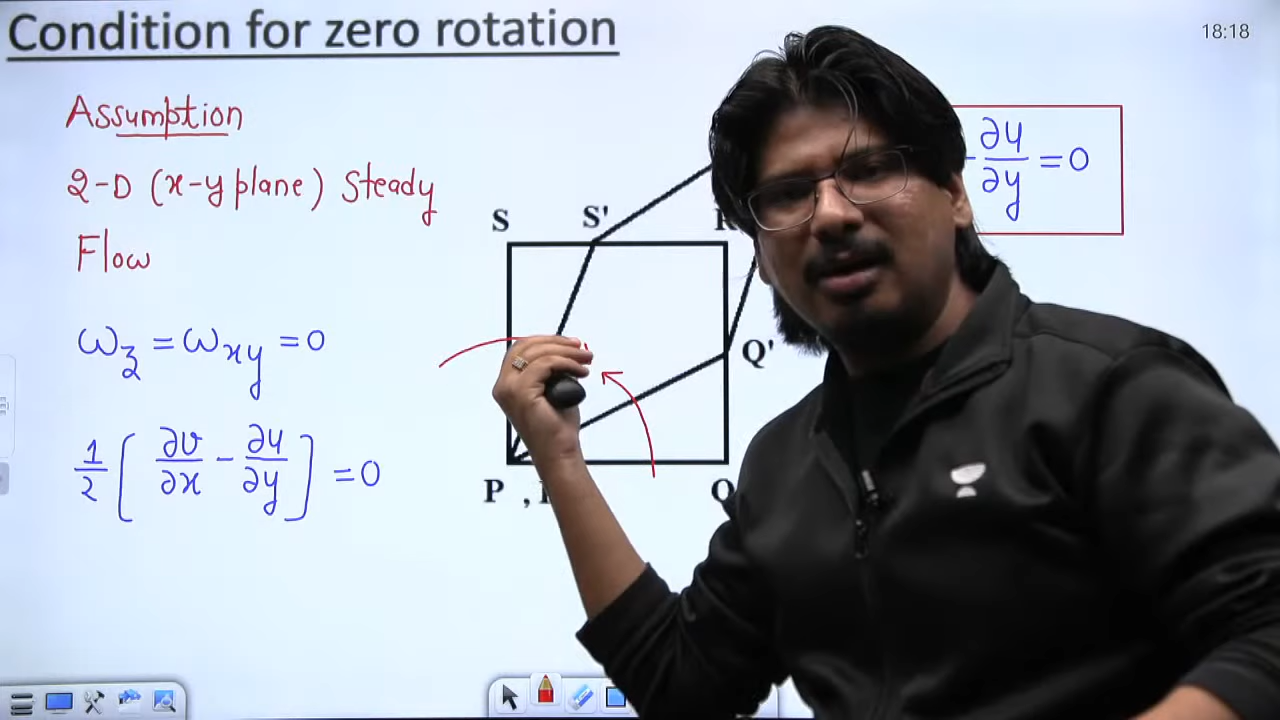 Condition for zero rotation
18:18
Assumption
2-D (x-y plane) Steady
Flow
ω_z = ω_xy = 0
1/2 [ ∂v/∂x - ∂u/∂y ] = 0
- ∂u/∂y = 0
S S'
Q'
P , Q